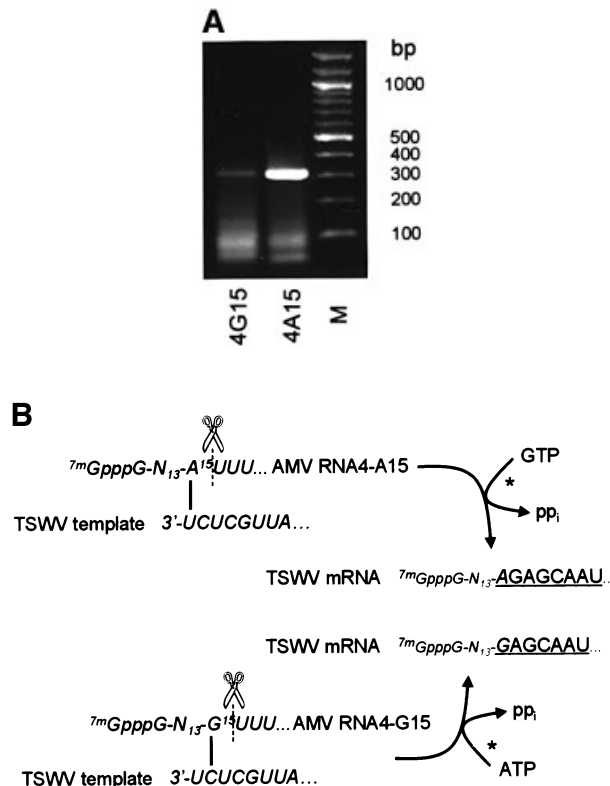 A
bp
1000
500
400
300
200
100
4G15
4A15
M
B
7mGpppG-N13-A15UUU... AMV RNA4-A15
GTP
*
ppi
TSWV template 3'-UCUCGUUA...
TSWV mRNA 7mGpppG-N13-AGAGCAAU...
TSWV mRNA 7mGpppG-N13-GAGCAAU...
7mGpppG-N13-G15UUU... AMV RNA4-G15
ppi
*
ATP
TSWV template 3'-UCUCGUUA...